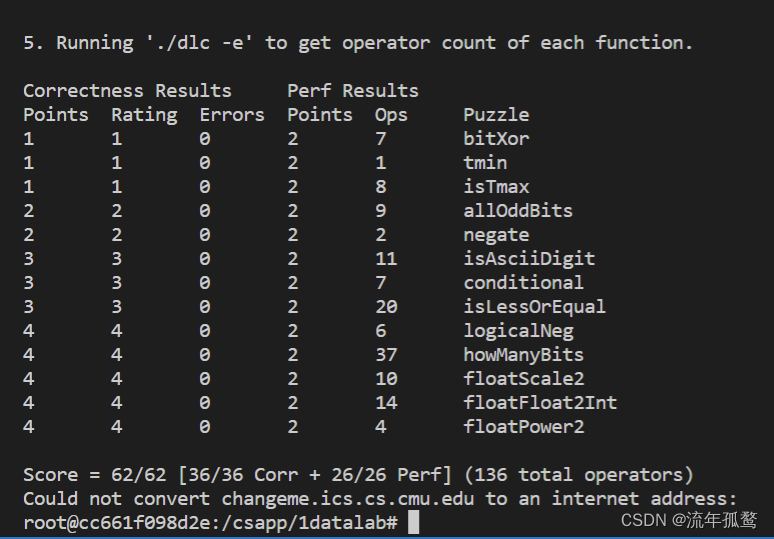 5. Running './dlc -e' to get operator count of each function.
Correctness Results Perf Results
Points Rating Errors Points Ops Puzzle
1 1 0 2 7 bitXor
1 1 0 2 1 tmin
1 1 0 2 8 isTmax
2 2 0 2 9 allOddBits
2 2 0 2 2 negate
3 3 0 2 11 isAsciiDigit
3 3 0 2 7 conditional
3 3 0 2 20 isLessOrEqual
4 4 0 2 6 logicalNeg
4 4 0 2 37 howManyBits
4 4 0 2 10 floatScale2
4 4 0 2 14 floatFloat2Int
4 4 0 2 4 floatPower2
Score = 62/62 [36/36 Corr + 26/26 Perf] (136 total operators)
Could not convert changeme.ics.cs.cmu.edu to an internet address:
root@cc661f098d2e:/csapp/1datalab#
CSDN @流年孤鹜